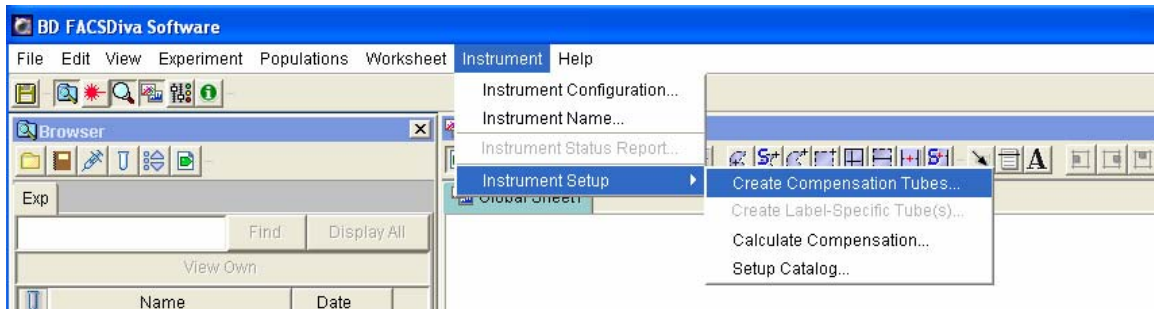 BD FACSDiva Software
File Edit View Experiment Populations Worksheet Instrument Help
Instrument Configuration...
Instrument Name...
Instrument Status Report...
Instrument Setup
Create Compensation Tubes...
Create Label-Specific Tube(s)...
Calculate Compensation...
Setup Catalog...
Browser
Exp
Find Display All
View Own
Name Date
Global Sheet1